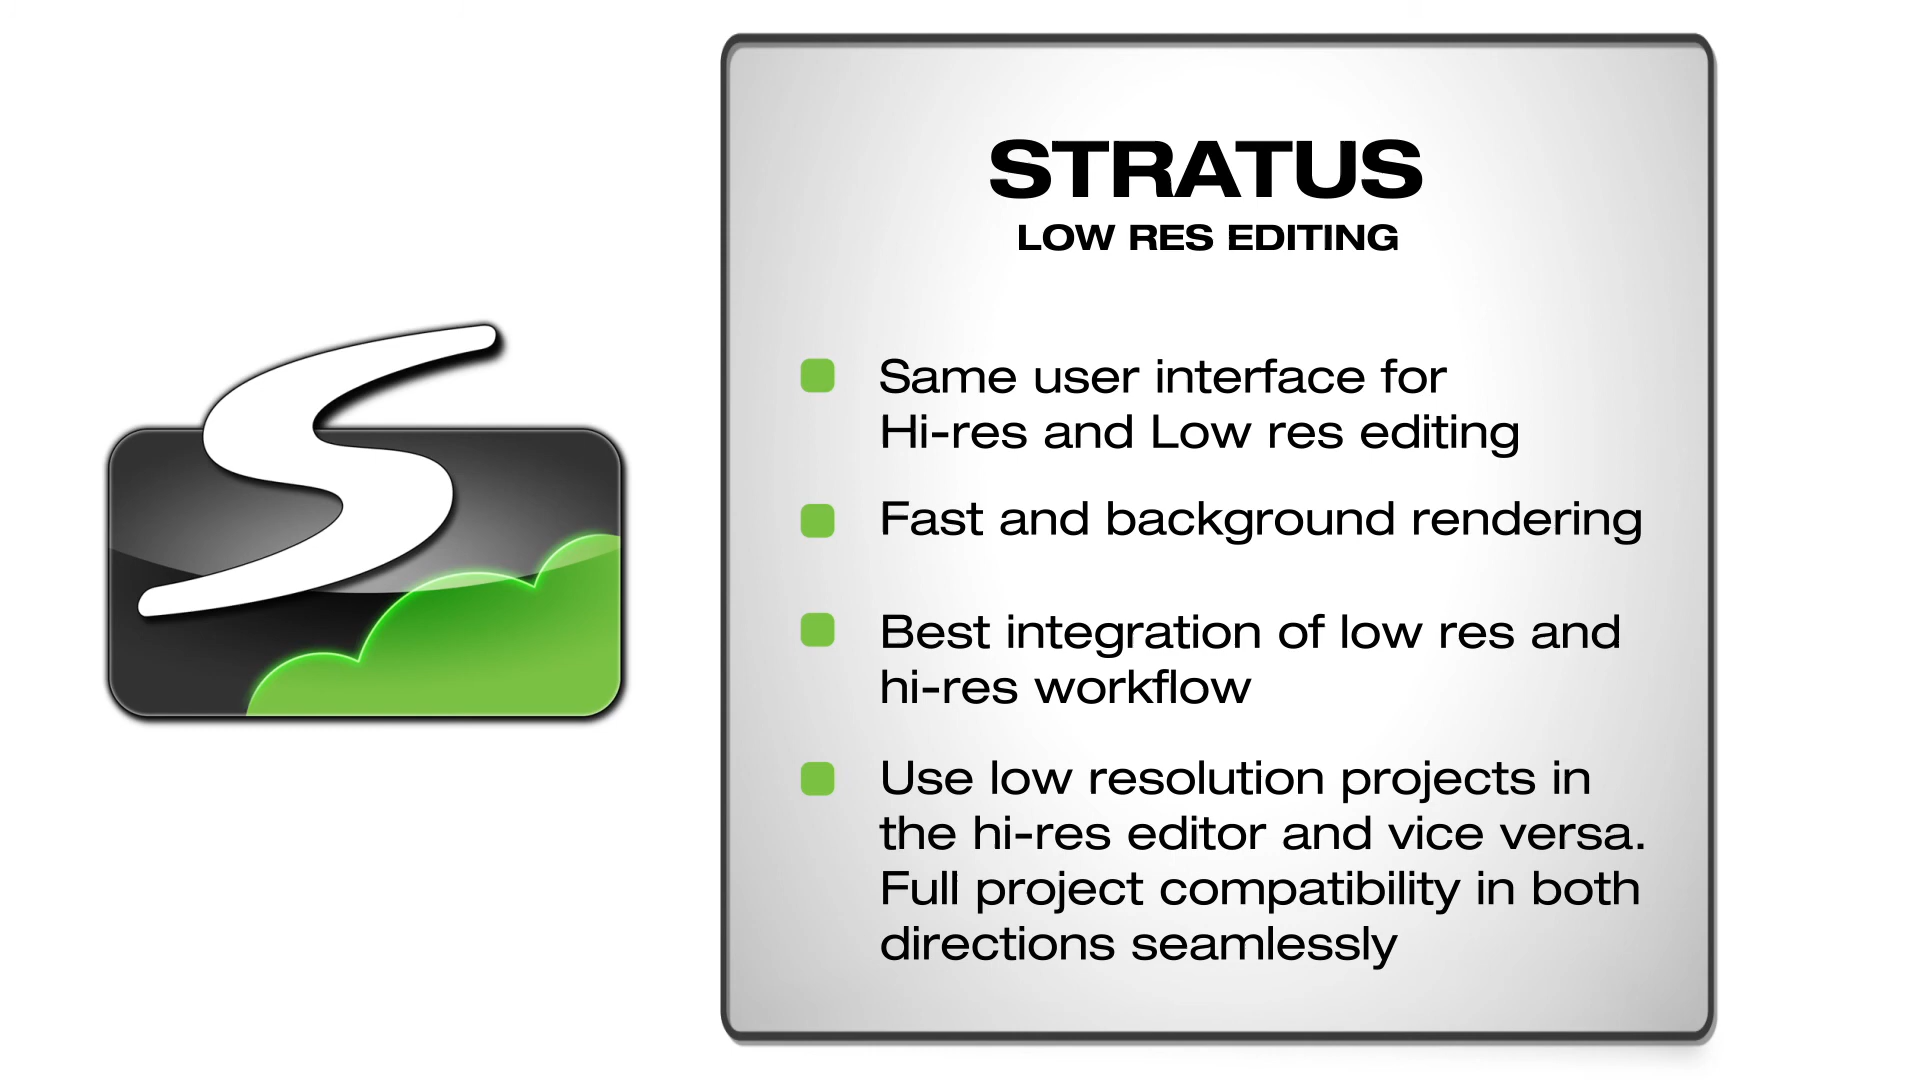 STRATUS
LOW RES EDITING
Same user interface for
Hi-res and Low res editing
Fast and background rendering
Best integration of low res and
hi-res workflow
Use low resolution projects in
the hi-res editor and vice versa.
Full project compatibility in both
directions seamlessly